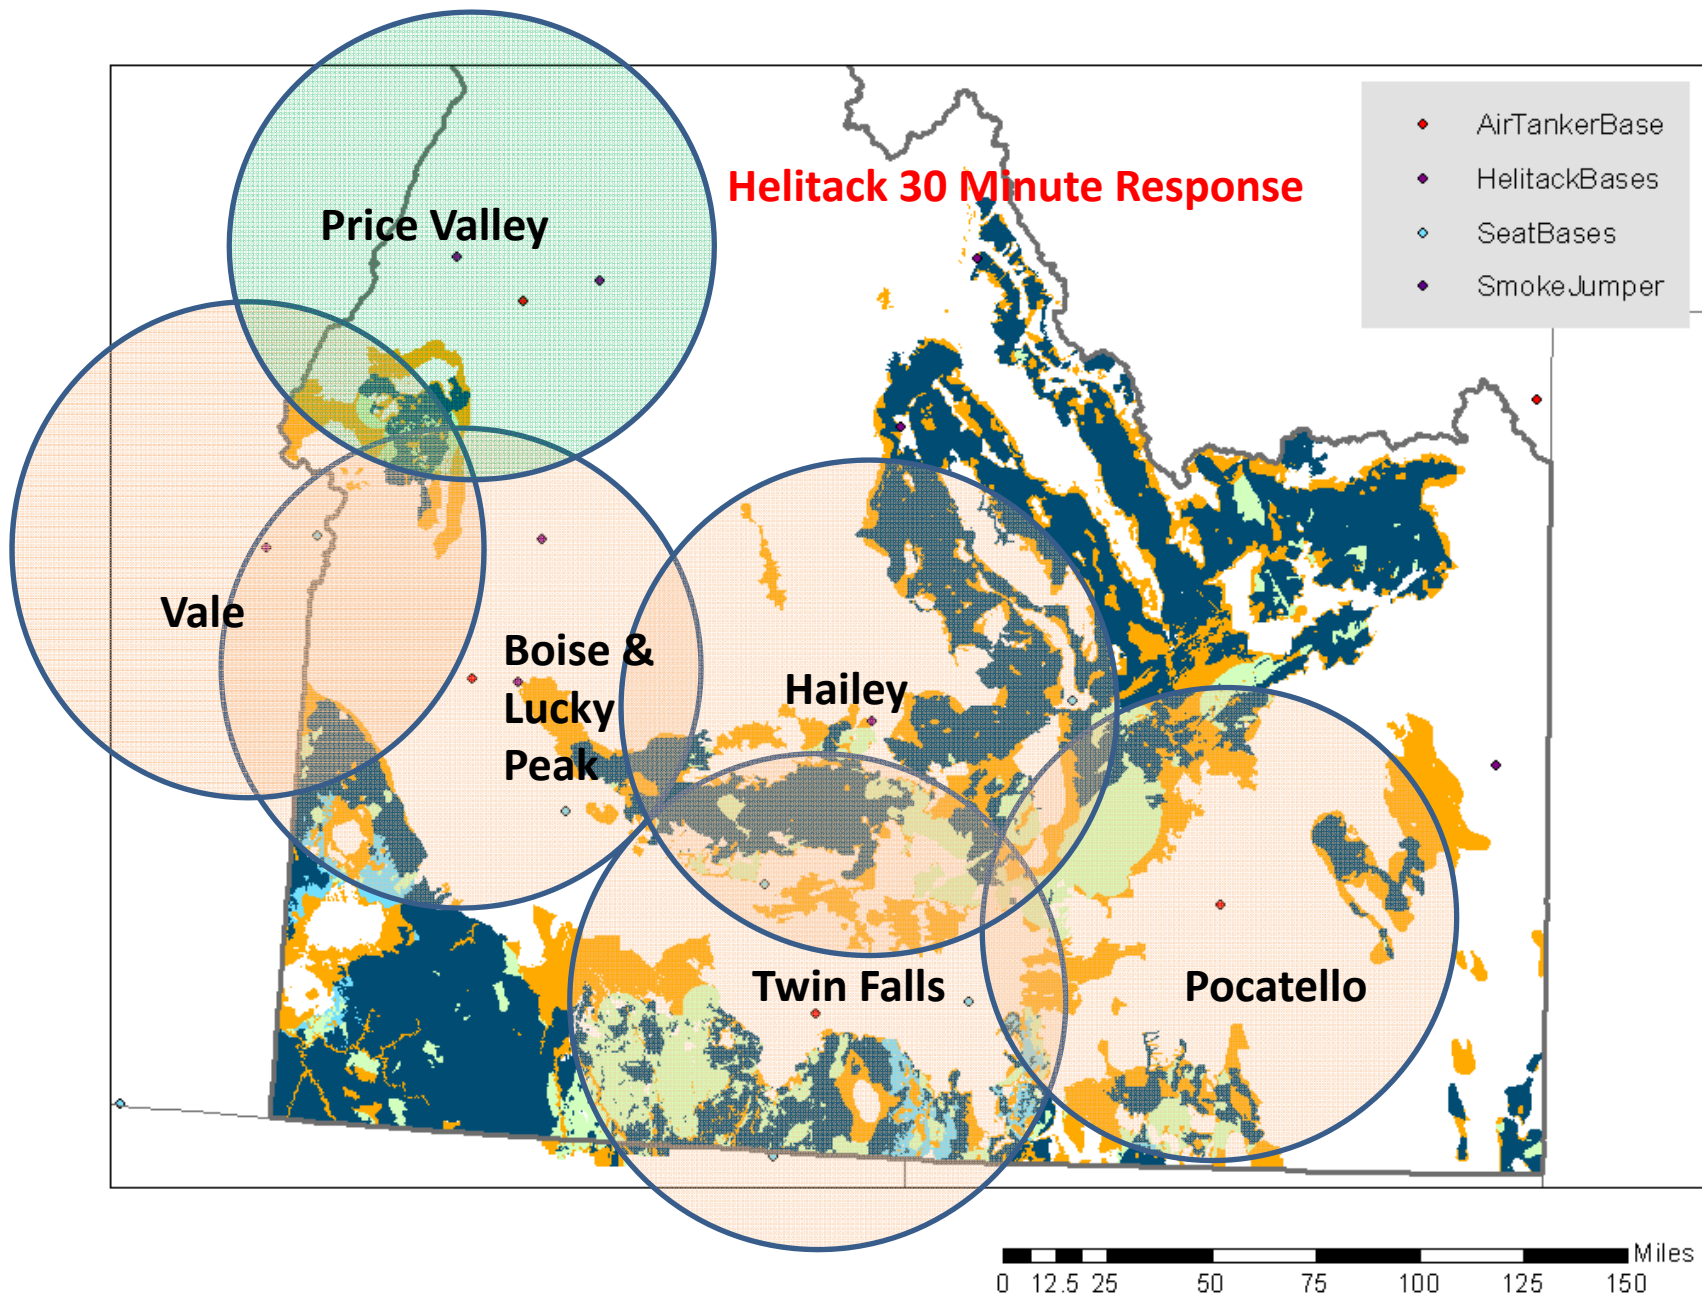 AirTankerBase
HelitackBases
SeatBases
SmokeJumper
Helitack 30 Minute Response
Price Valley
Vale
Boise &
Lucky
Peak
Hailey
Twin Falls
Pocatello
Miles
0 12.5 25 50 75 100 125 150